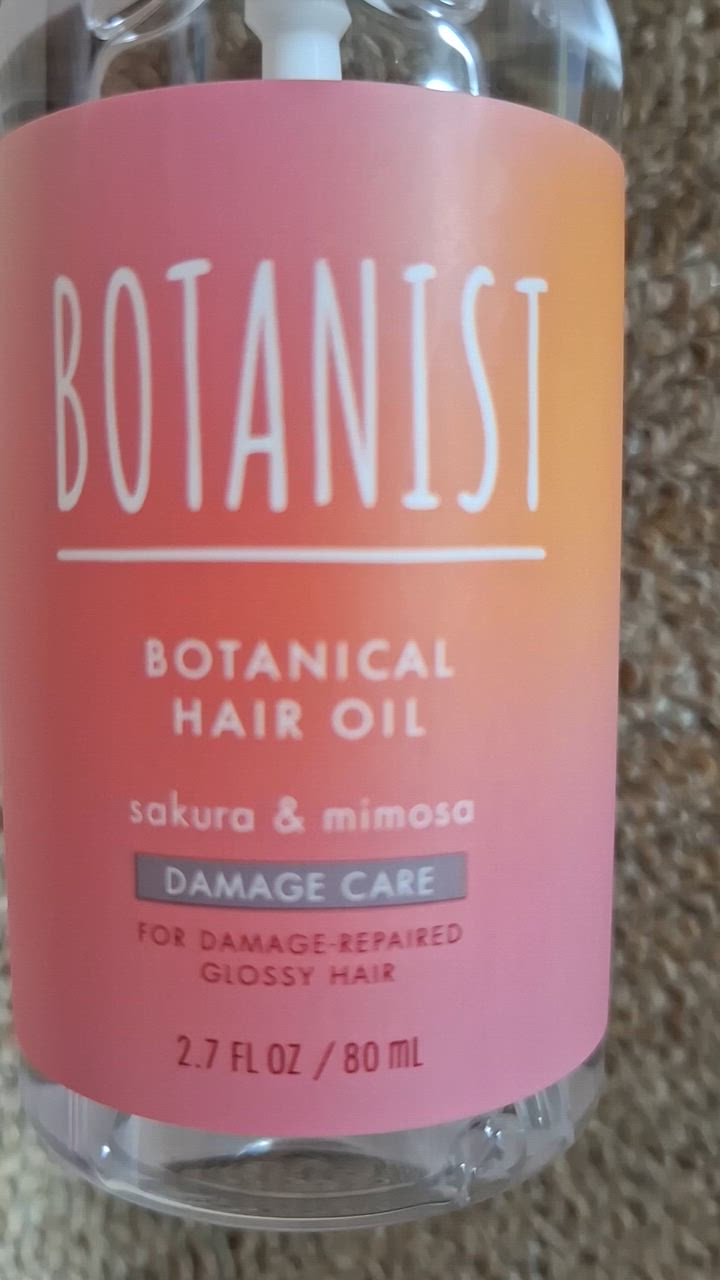 BOTANIST
BOTANICAL
HAIR OIL
sakura & mimosa
DAMAGE CARE
FOR DAMAGE-REPAIRED
GLOSSY HAIR
2.7 FL OZ / 80 mL